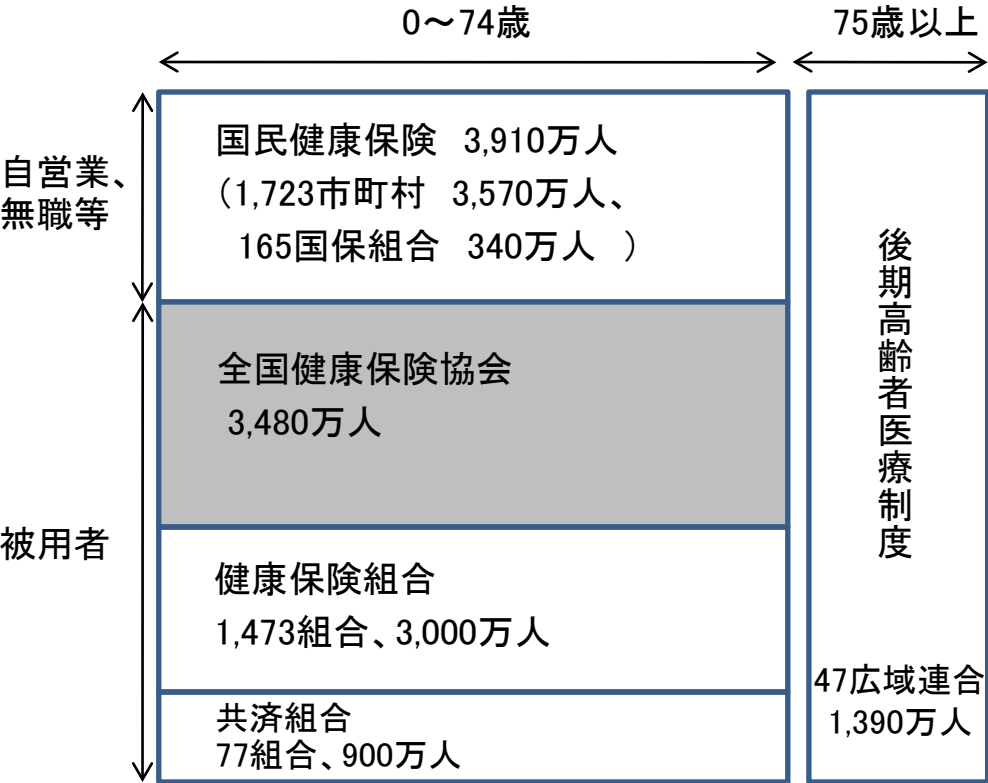 0～74歳
75歳以上
自営業、
無職等
国民健康保険 3,910万人
（1,723市町村 3,570万人、
165国保組合 340万人 ）
全国健康保険協会
3,480万人
被用者
健康保険組合
1,473組合、3,000万人
共済組合
77組合、900万人
後期高齢者医療制度
47広域連合
1,390万人